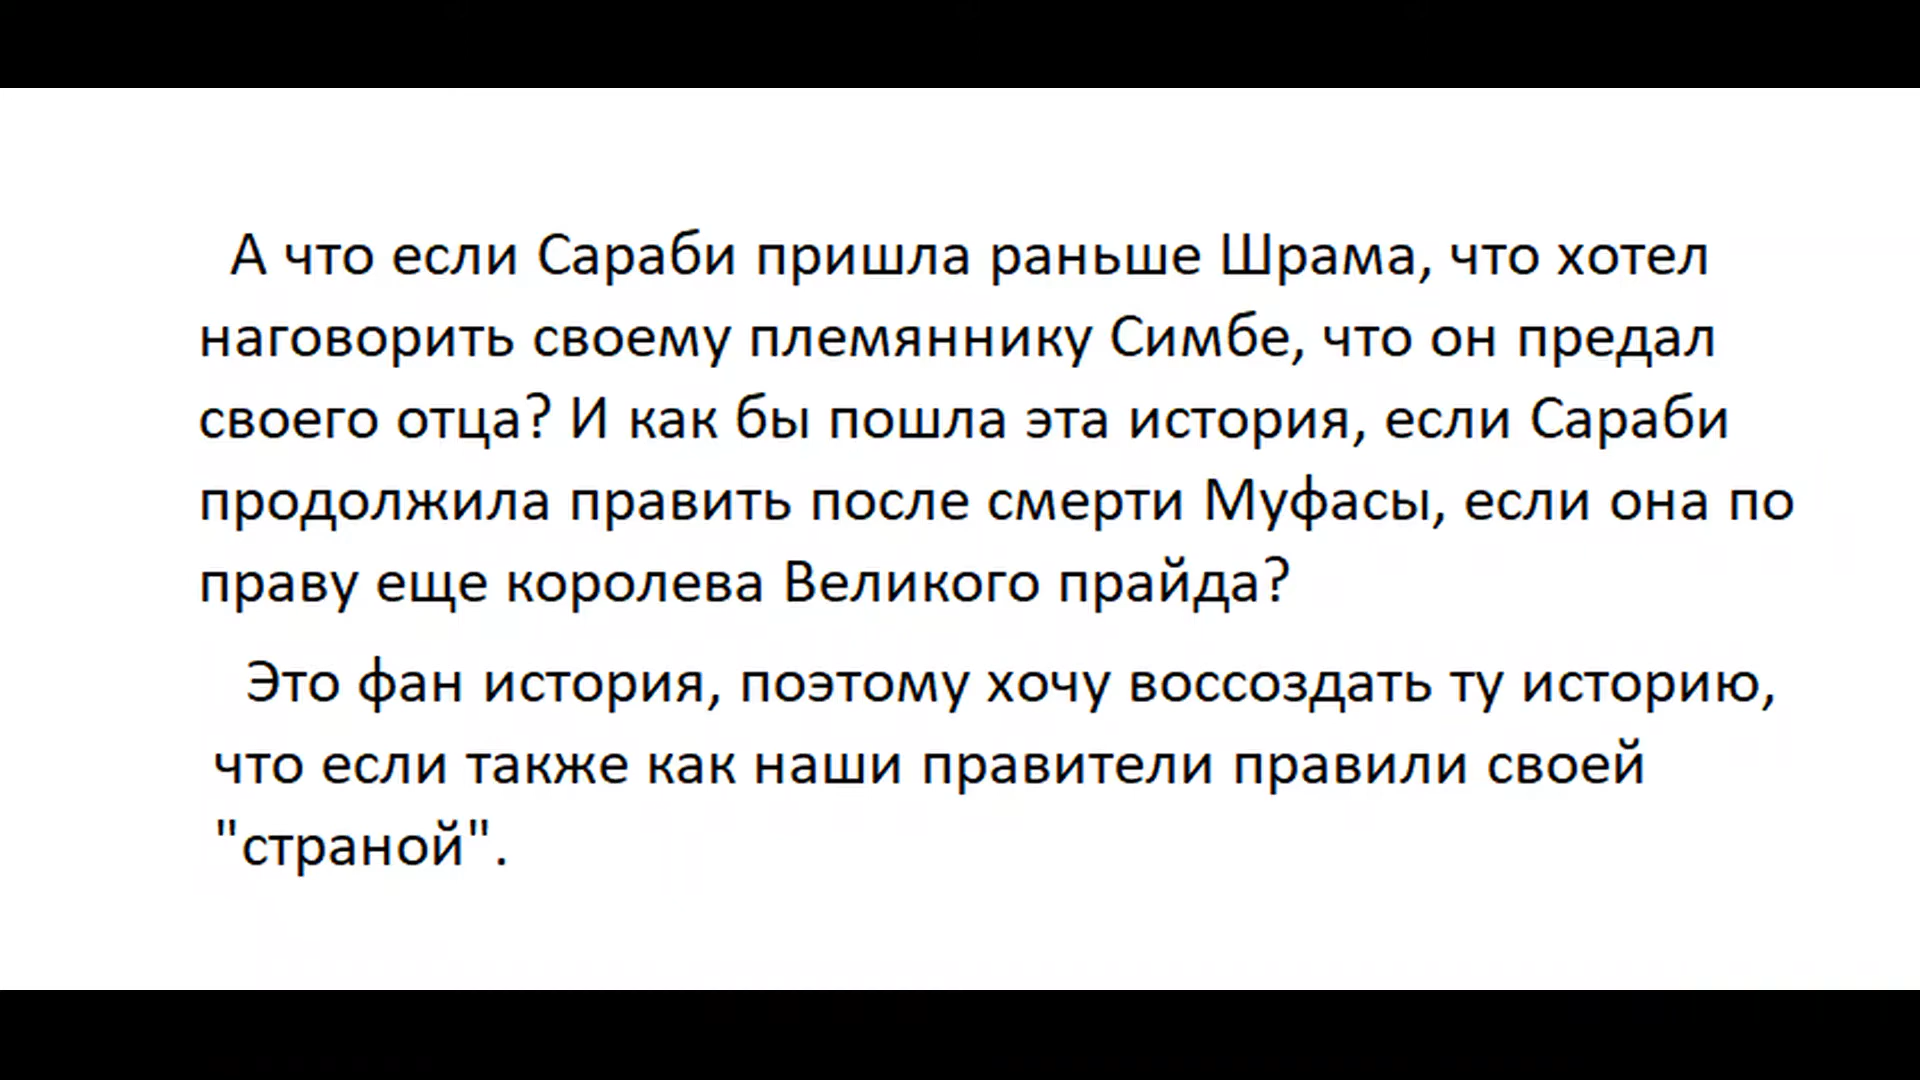 А что если Сараби пришла раньше Шрама, что хотел
наговорить своему племяннику Симбе, что он предал
своего отца? И как бы пошла эта история, если Сараби
продолжила править после смерти Муфасы, если она по
праву еще королева Великого прайда?
Это фан история, поэтому хочу воссоздать ту историю,
что если также как наши правители правили своей
"страной".